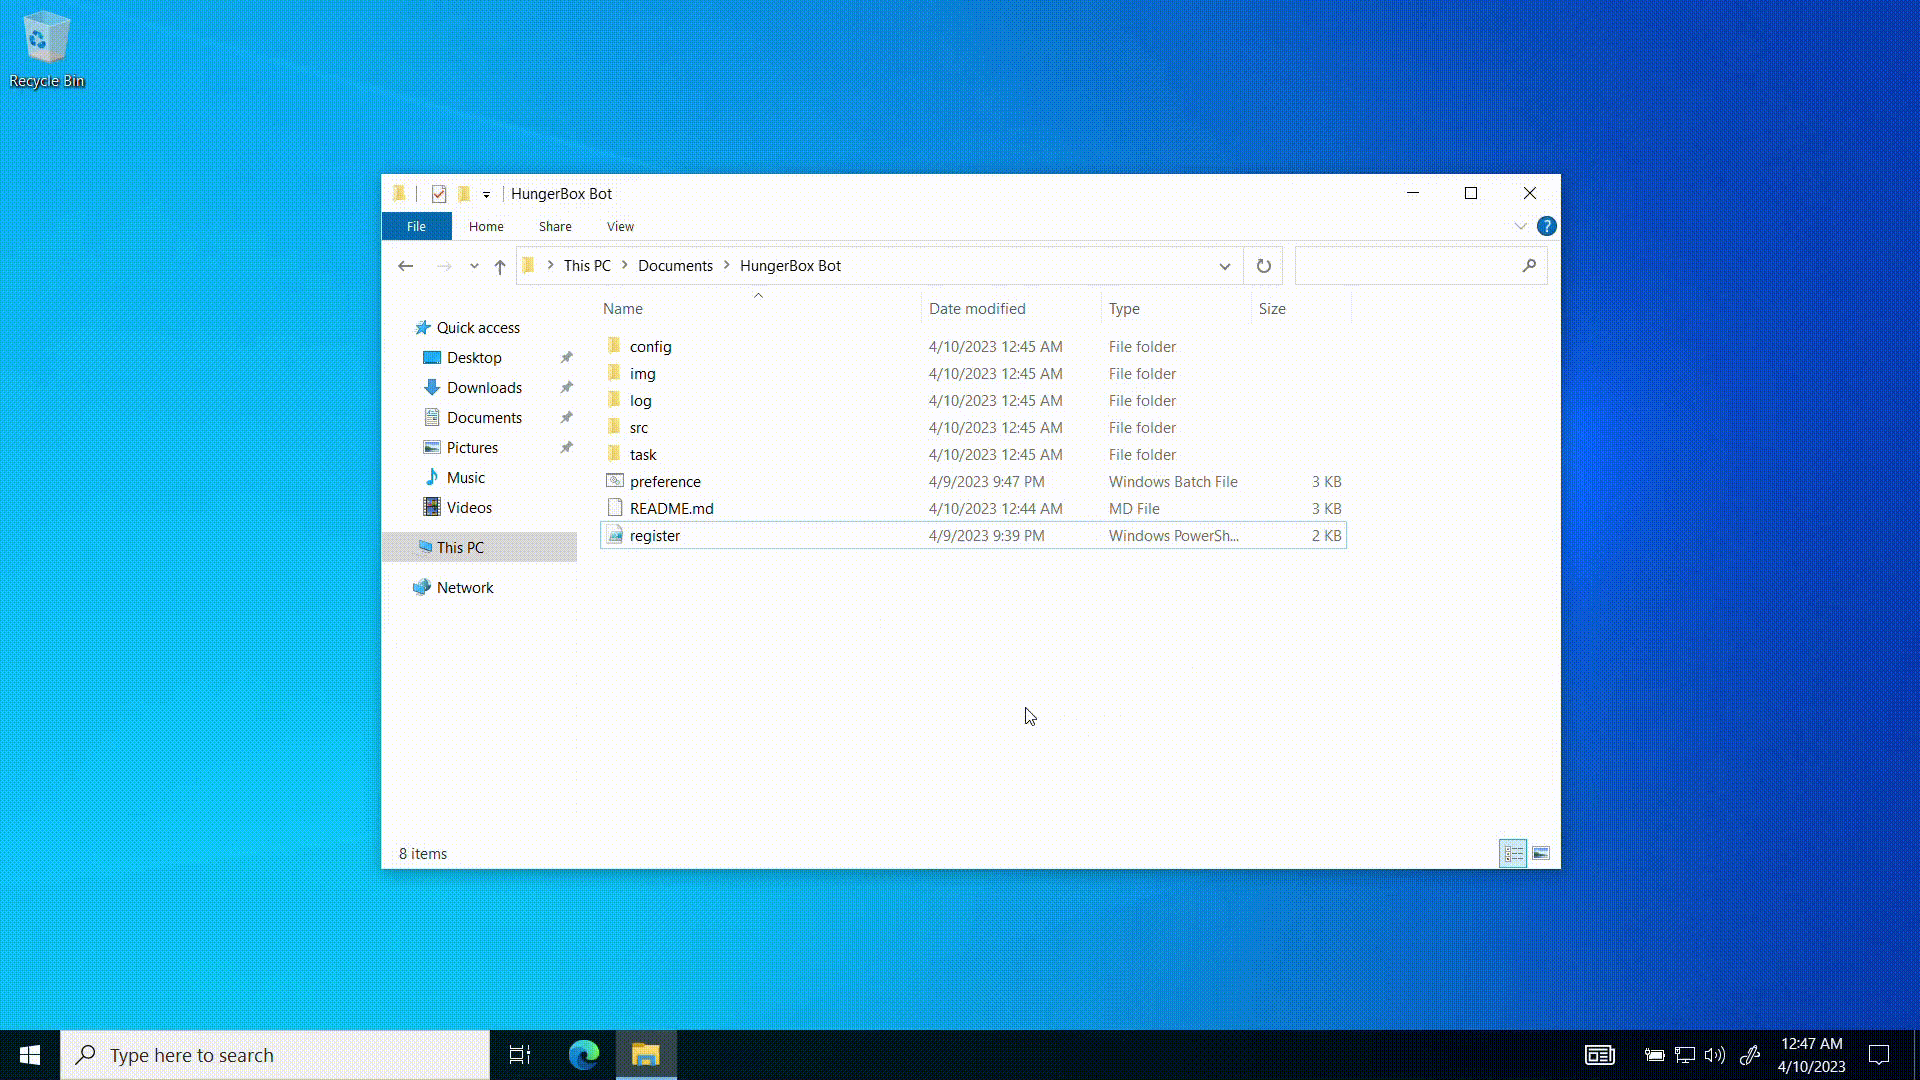 Recycle Bin
HungerBox Bot
File Home Share View
This PC Documents HungerBox Bot
Name Date modified Type Size
Quick access
Desktop
Downloads
Documents
Pictures
Music
Videos
This PC
Network
config 4/10/2023 12:45 AM File folder
img 4/10/2023 12:45 AM File folder
log 4/10/2023 12:45 AM File folder
src 4/10/2023 12:45 AM File folder
task 4/10/2023 12:45 AM File folder
preference 4/9/2023 9:47 PM Windows Batch File 3 KB
README.md 4/10/2023 12:44 AM MD File 3 KB
register 4/9/2023 9:39 PM Windows PowerSh... 2 KB
8 items
Type here to search
12:47 AM
4/10/2023